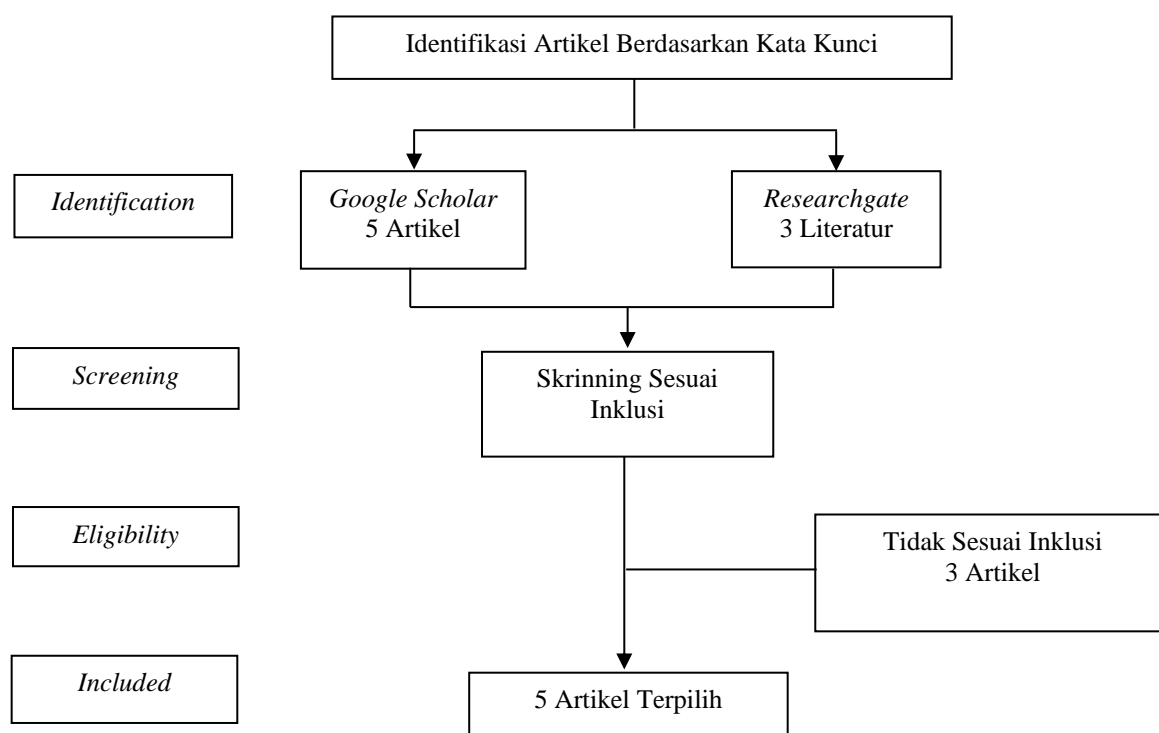 Identifikasi Artikel Berdasarkan Kata Kunci
Identification
Google Scholar
5 Artikel
Researchgate
3 Literatur
Screening
Skrinning Sesuai
Inklusi
Eligibility
Tidak Sesuai Inklusi
3 Artikel
Included
5 Artikel Terpilih